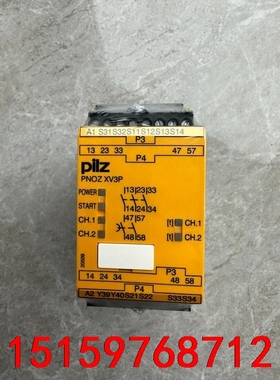 A1 S31S32S11S12S13S14
P3
13 23 33
47 57
P4
pilz
PNOZ XV3P
POWER
13 23 33
START
14 24 34
CH.1
47 57
[t] CH.1
CH.2
48 58
[t] CH.2
P3
14 24 34
48 58
P4
A2 Y39Y40S21S22
S33S34
15159768712